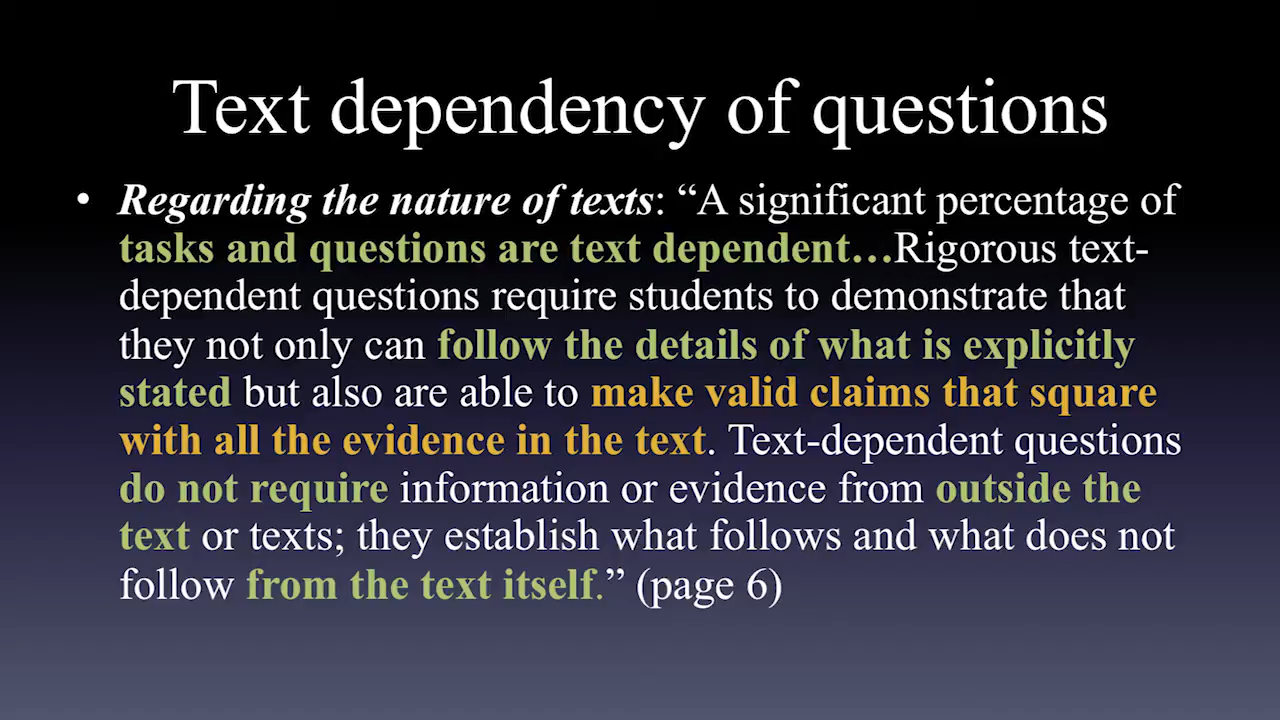 Text dependency of questions
• Regarding the nature of texts: “A significant percentage of
tasks and questions are text dependent…Rigorous text-
dependent questions require students to demonstrate that
they not only can follow the details of what is explicitly
stated but also are able to make valid claims that square
with all the evidence in the text. Text-dependent questions
do not require information or evidence from outside the
text or texts; they establish what follows and what does not
follow from the text itself.” (page 6)